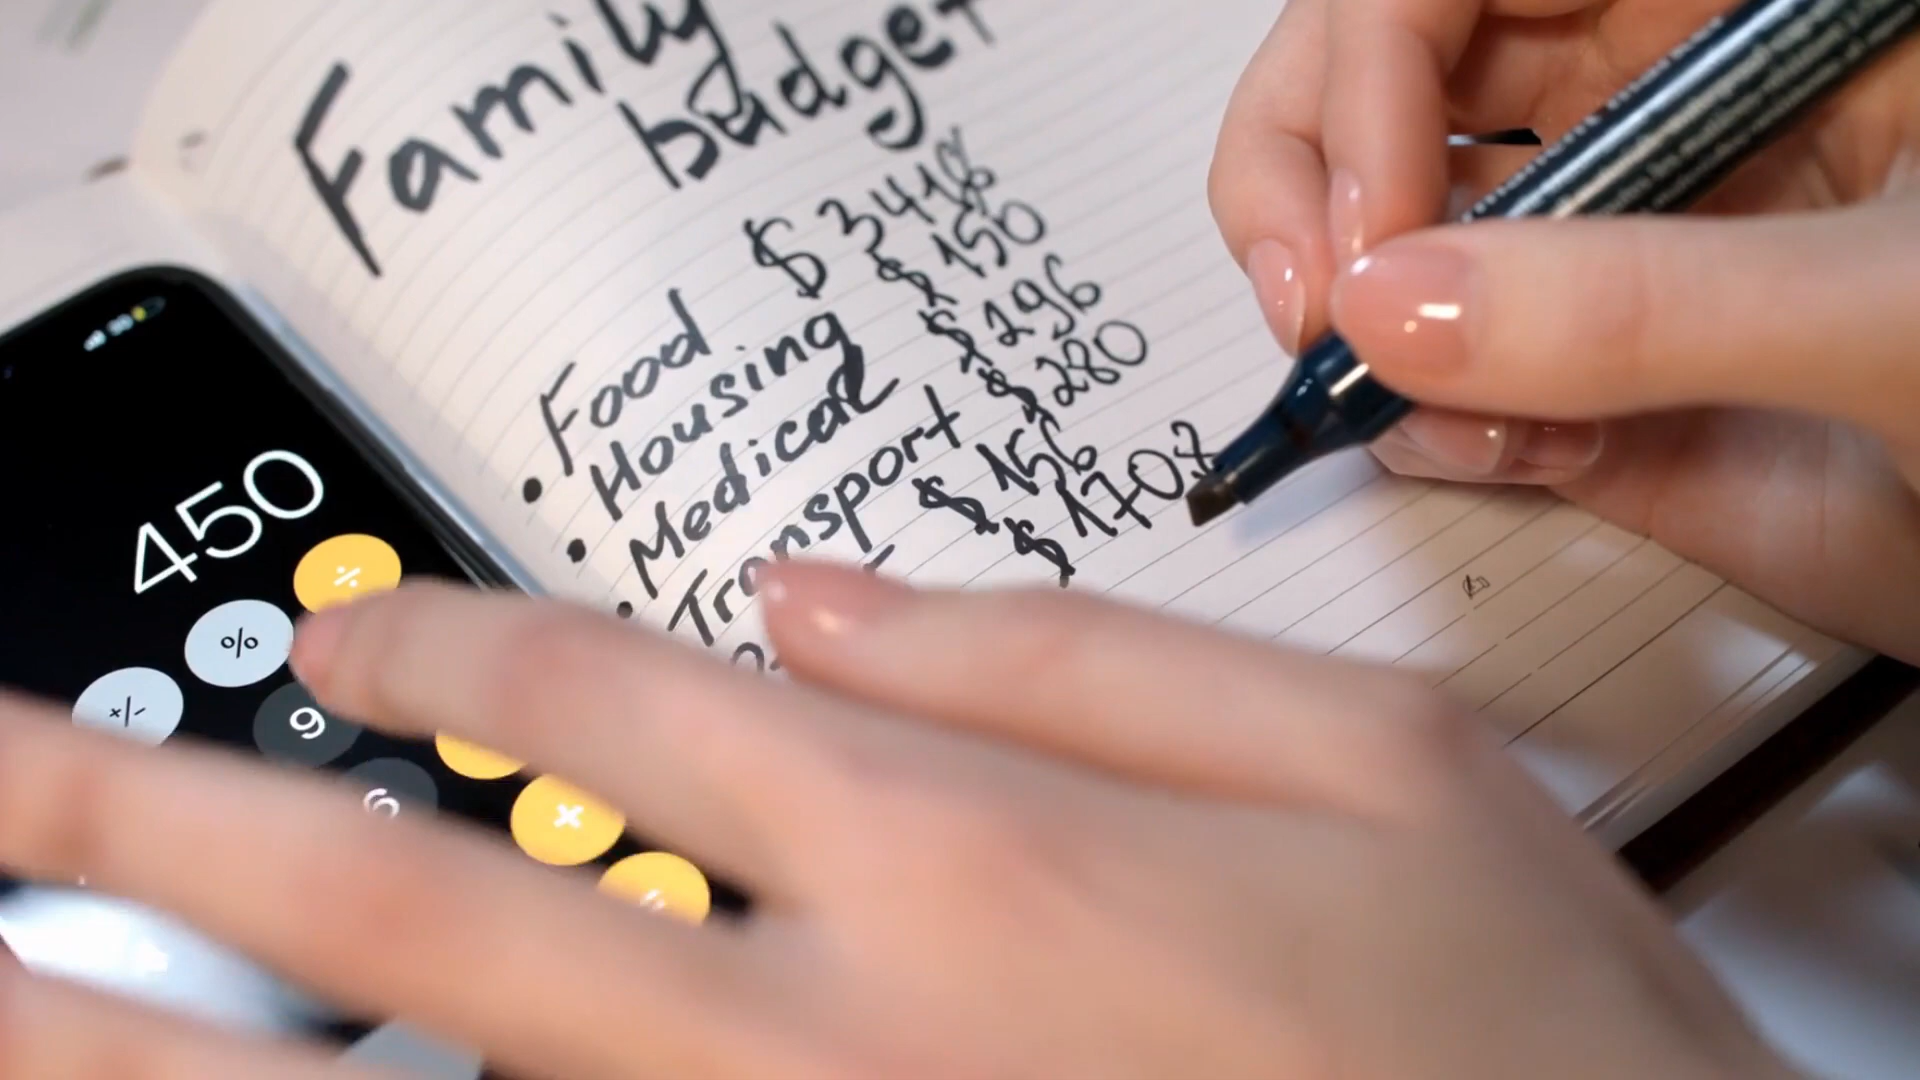 Family
budget
• Food $ 3418
• Housing $ 150
• Medical $ 296
Transport $ 280
$ 156
$ 1708
450
÷
%
+/-
9
6